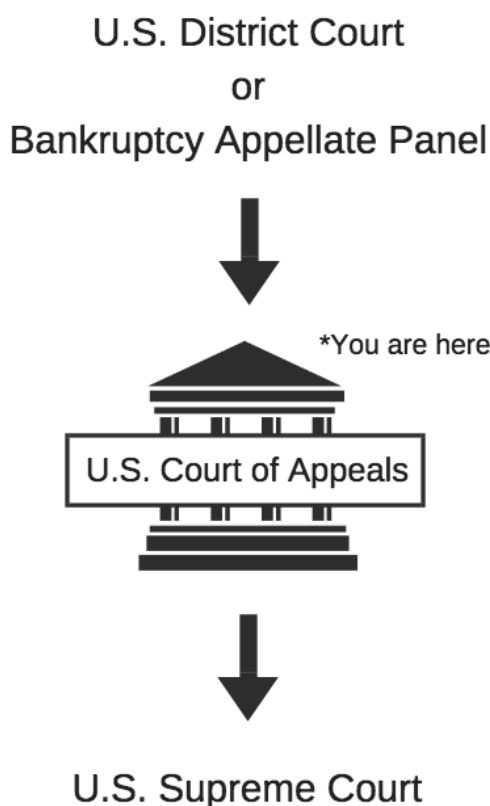 U.S. District Court
or
Bankruptcy Appellate Panel
*You are here
U.S. Court of Appeals
U.S. Supreme Court